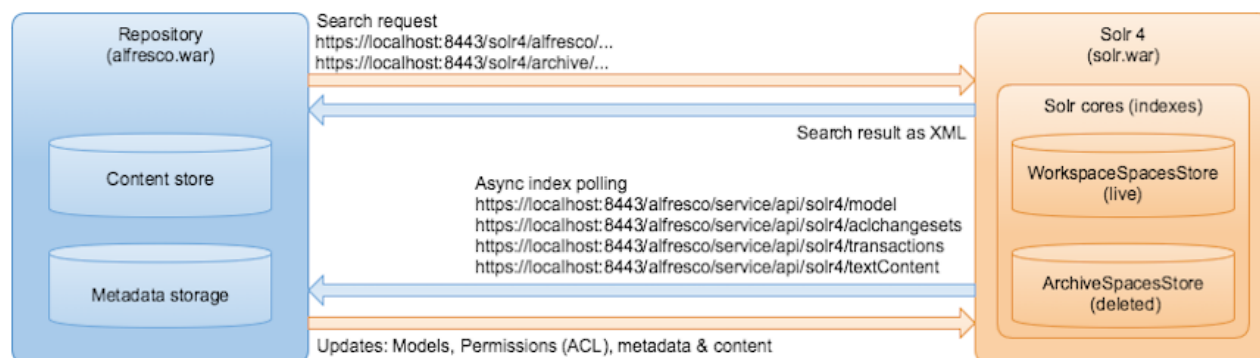 Repository
(alfresco.war)
Content store
Metadata storage
Search request
https://localhost:8443/solr4/alfresco/...
https://localhost:8443/solr4/archive/...
Search result as XML
Async index polling
https://localhost:8443/alfresco/service/api/solr4/model
https://localhost:8443/alfresco/service/api/solr4/aclchangesets
https://localhost:8443/alfresco/service/api/solr4/transactions
https://localhost:8443/alfresco/service/api/solr4/textContent
Updates: Models, Permissions (ACL), metadata & content
Solr 4
(solr.war)
Solr cores (indexes)
WorkspaceSpacesStore
(live)
ArchiveSpacesStore
(deleted)